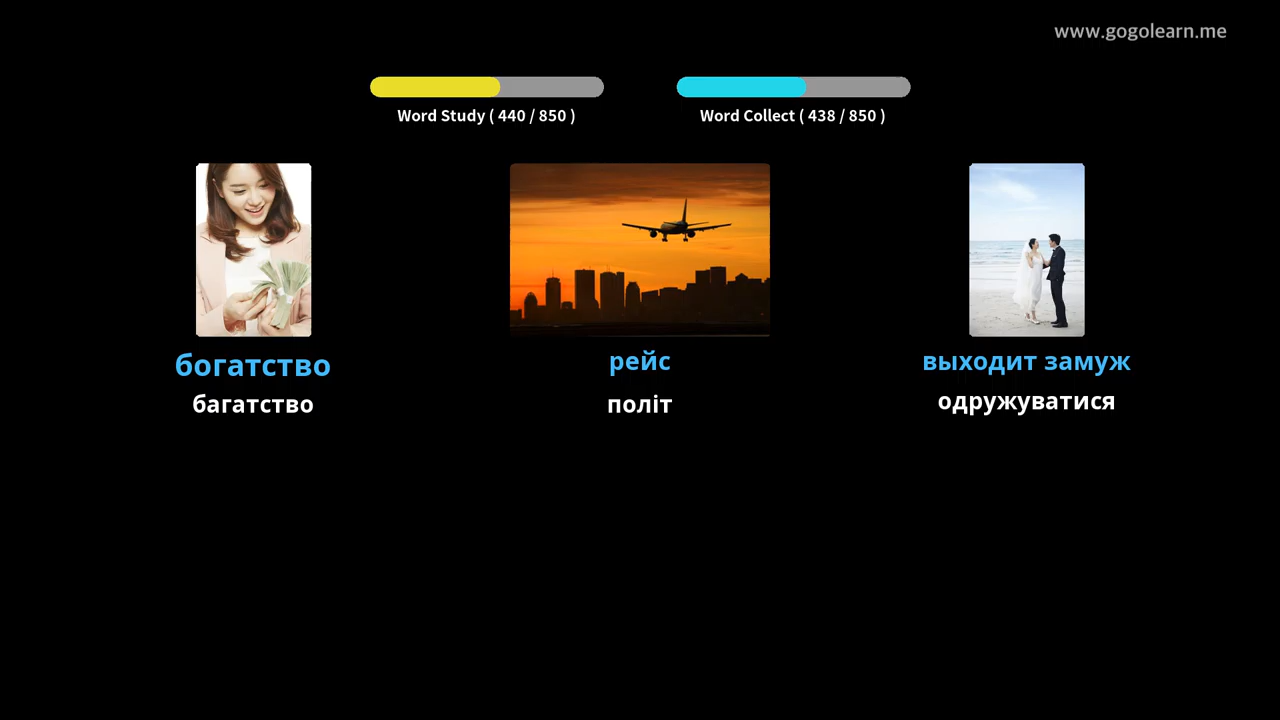 www.gogolearn.me
Word Study ( 440 / 850 )
Word Collect ( 438 / 850 )
богатство
рейс
выходит замуж
багатство
політ
одружуватися